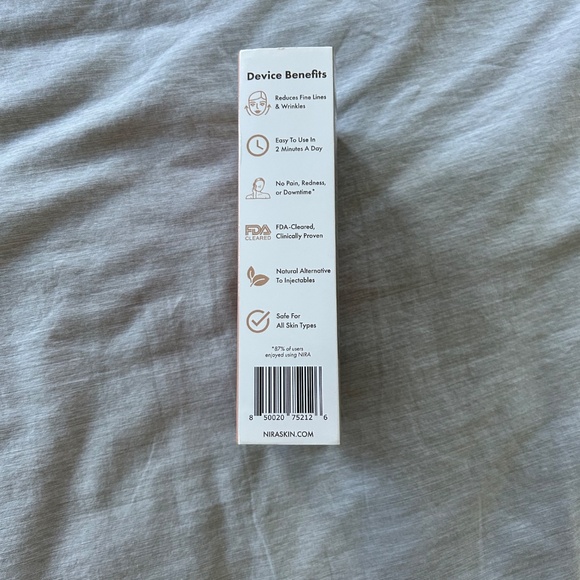 Device Benefits
Reduces Fine Lines
& Wrinkles
Easy To Use In
2 Minutes A Day
No Pain, Redness,
or Downtime*
FDA
CLEARED
FDA-Cleared,
Clinically Proven
Natural Alternative
To Injectables
Safe For
All Skin Types
*87% of users
enjoyed using NIRA
8 50020 75212 6
NIRASKIN.COM